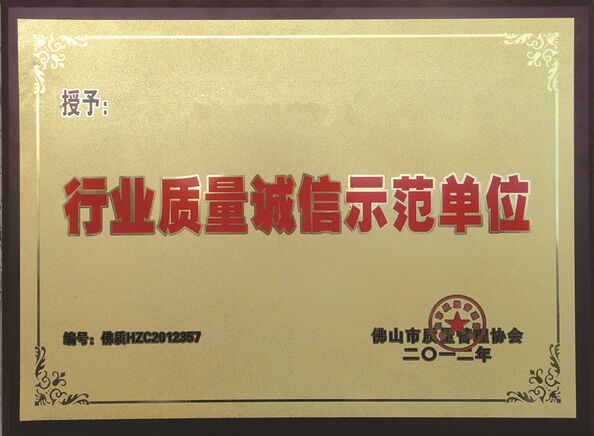 授予:
行业质量诚信示范单位
编号：佛质HZC2012357
佛山市质量管理协会
二〇一二年